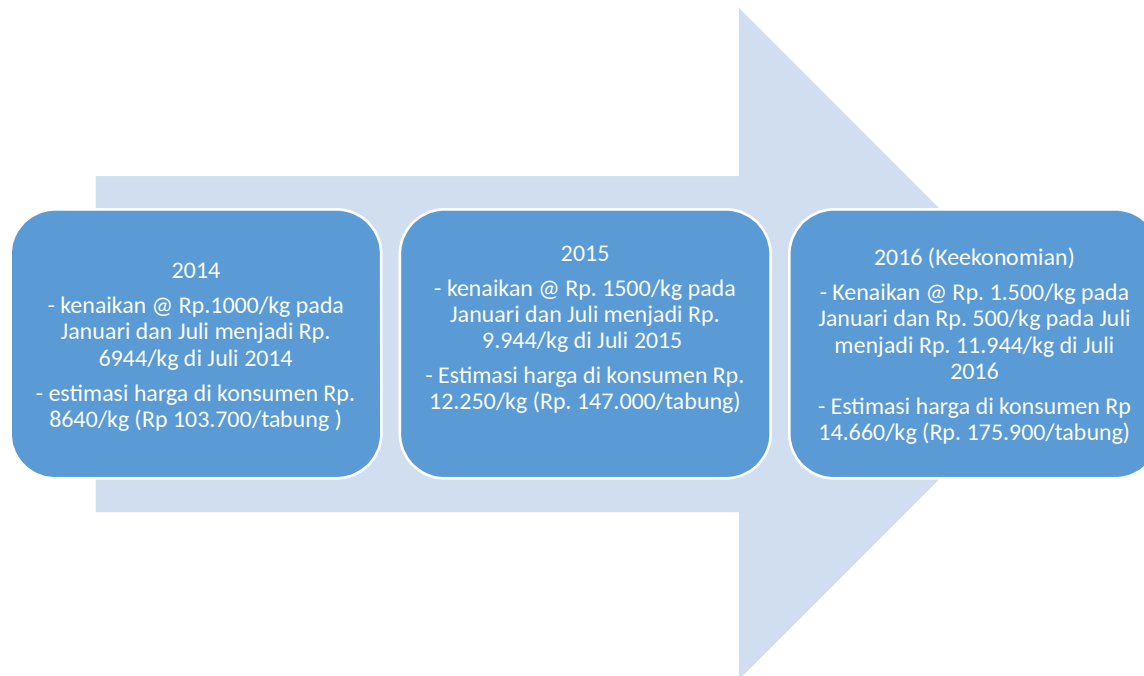 2014
- kenaikan @ Rp.1000/kg pada
Januari dan Juli menjadi Rp.
6944/kg di Juli 2014
- estimasi harga di konsumen Rp.
8640/kg (Rp 103.700/tabung )
2015
- kenaikan @ Rp. 1500/kg pada
Januari dan Juli menjadi Rp.
9.944/kg di Juli 2015
- Estimasi harga di konsumen Rp.
12.250/kg (Rp. 147.000/tabung)
2016 (Keekonomian)
- Kenaikan @ Rp. 1.500/kg pada
Januari dan Rp. 500/kg pada Juli
menjadi Rp. 11.944/kg di Juli
2016
- Estimasi harga di konsumen Rp
14.660/kg (Rp. 175.900/tabung)